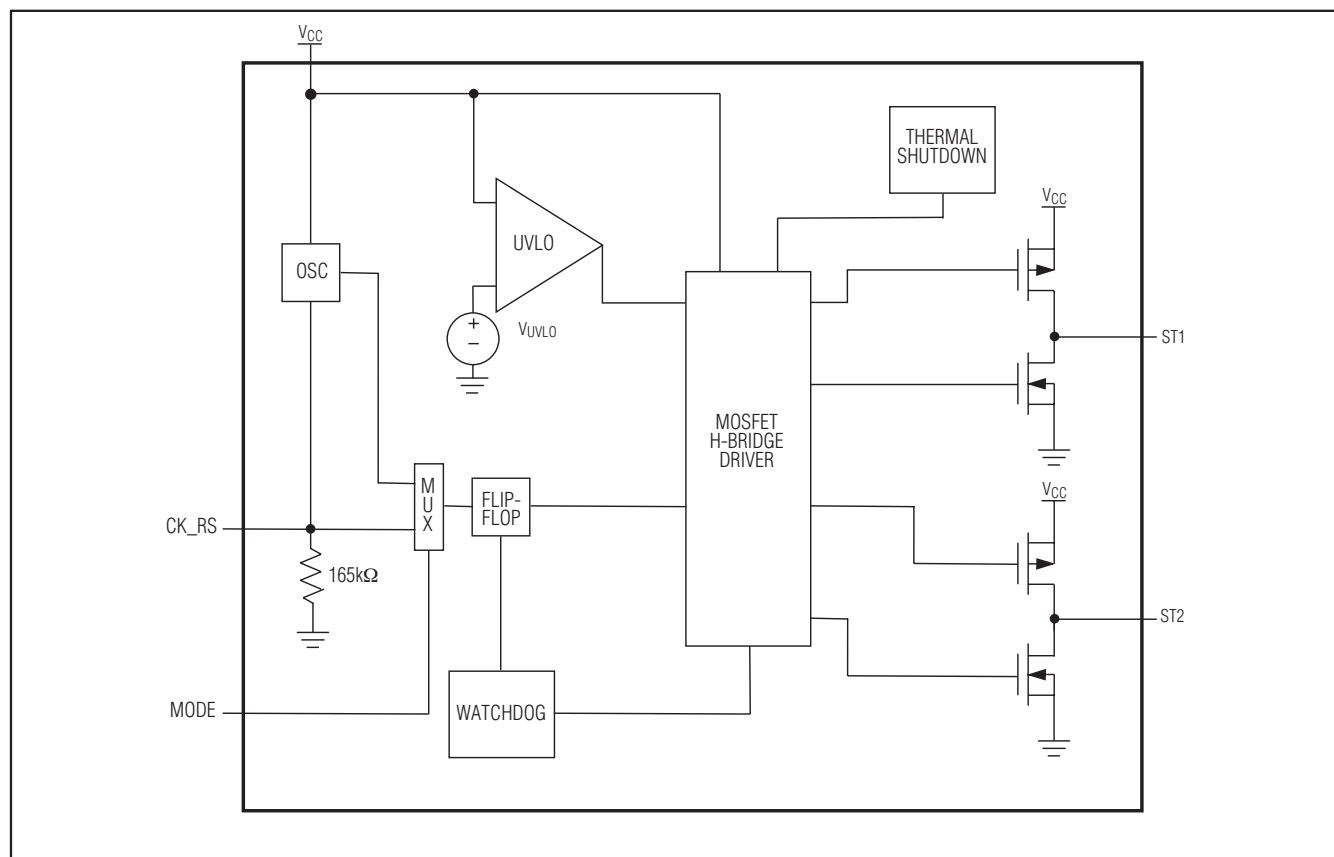 VCC
THERMAL
SHUTDOWN
VCC
UVLO
OSC
+
−
VUVLO
ST1
MOSFET
H-BRIDGE
DRIVER
MUX
FLIP-
FLOP
VCC
CK_RS
165kΩ
ST2
MODE
WATCHDOG